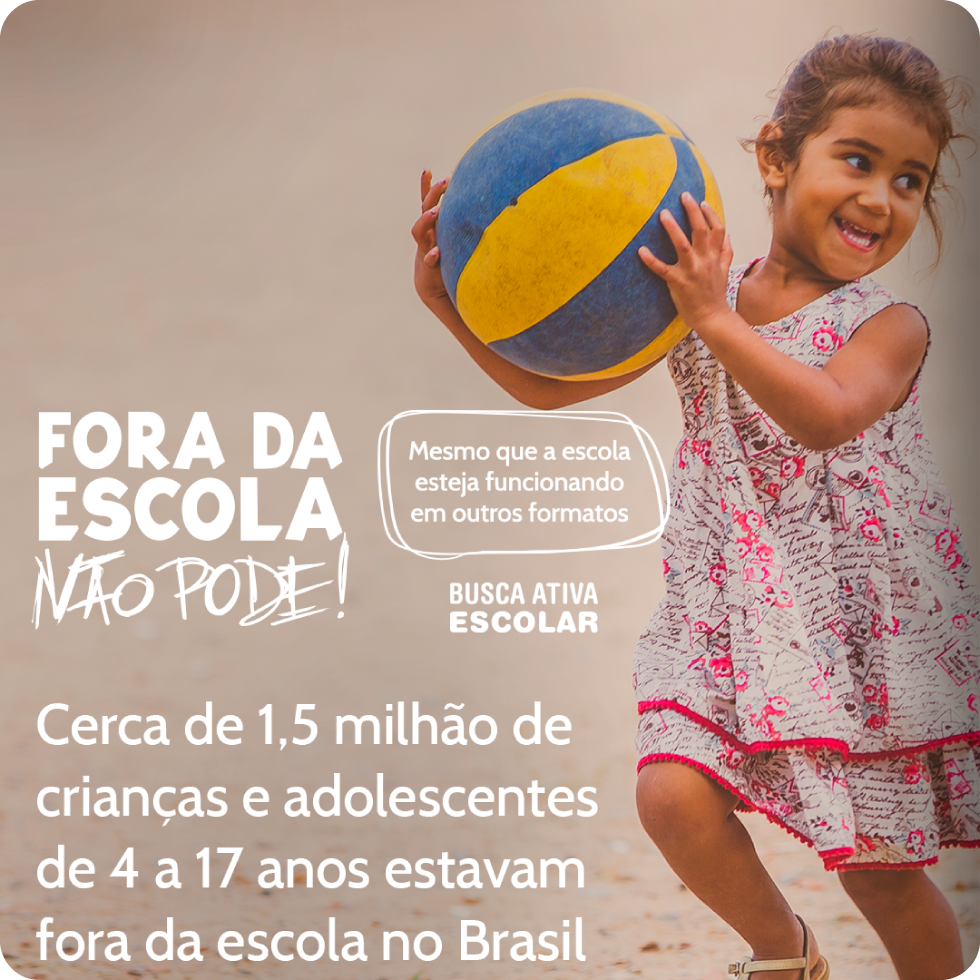 FORA DA
ESCOLA
NÃO PODE!
Mesmo que a escola
esteja funcionando
em outros formatos
BUSCA ATIVA
ESCOLAR
Cerca de 1,5 milhão de
crianças e adolescentes
de 4 a 17 anos estavam
fora da escola no Brasil